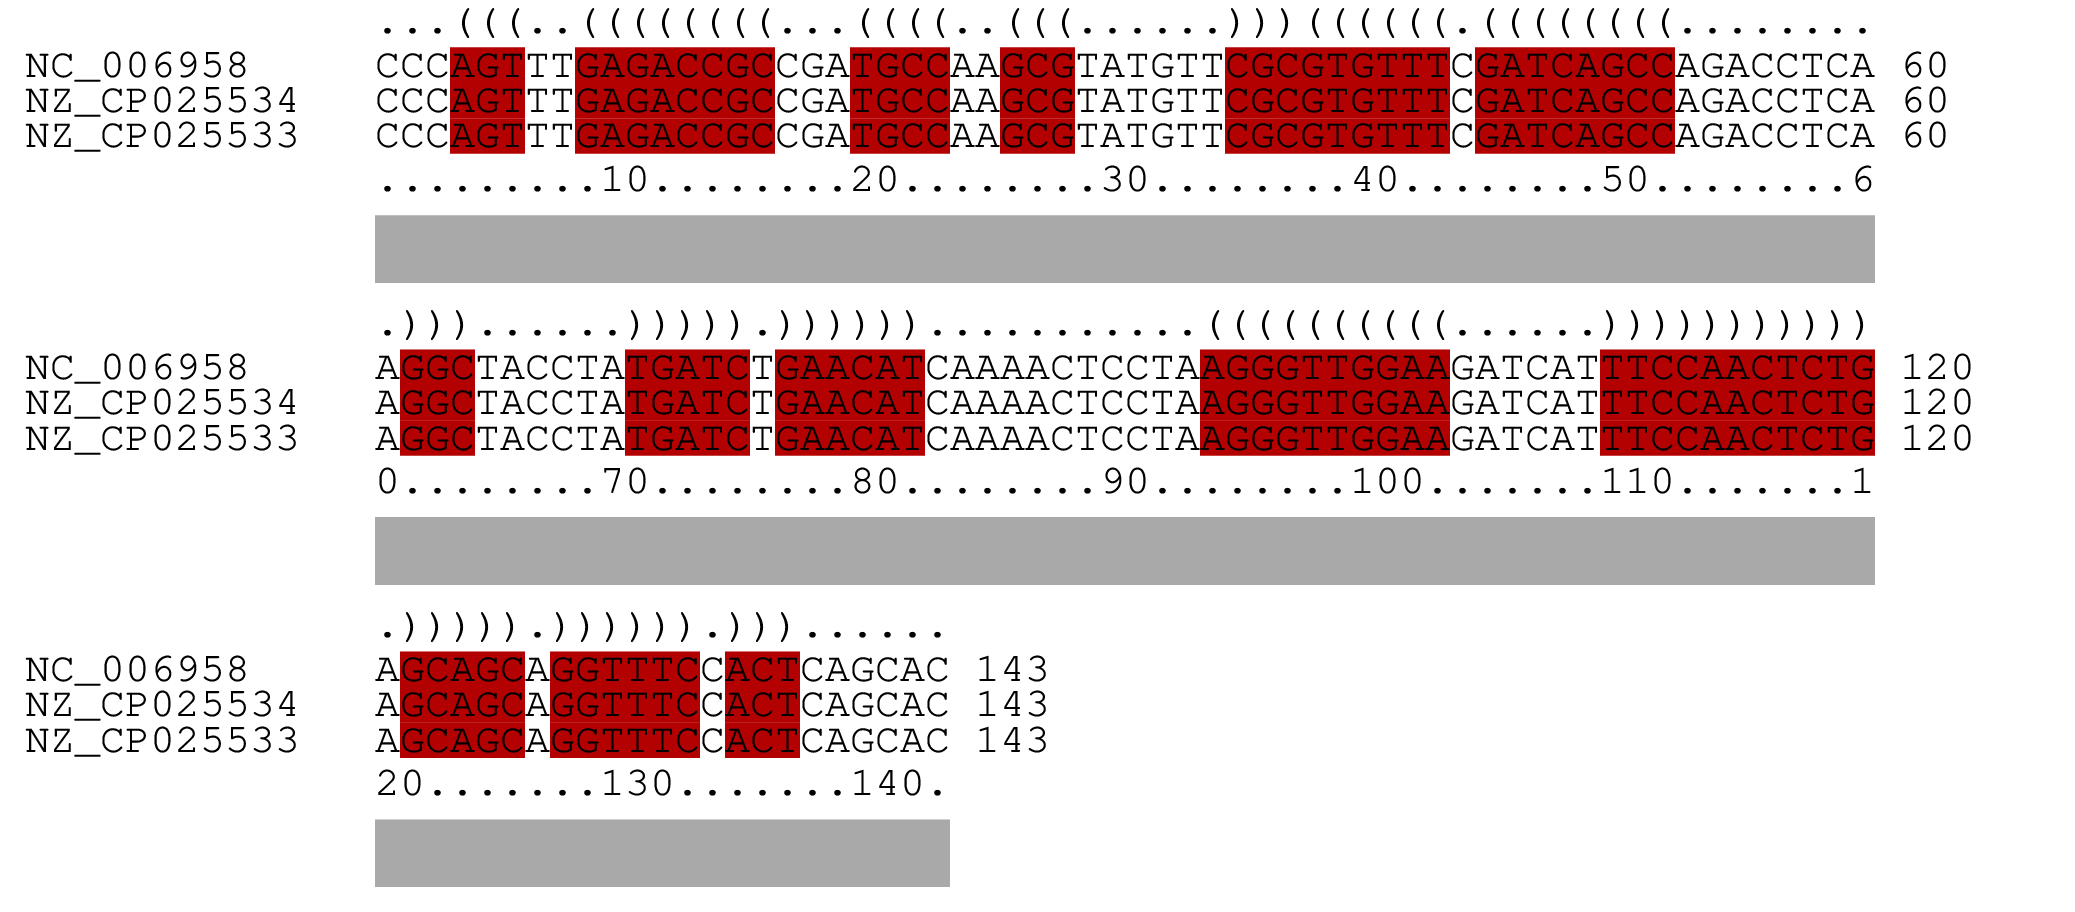 ...(((..((((((((...((((..(((......)))((((((.((((((((........
NC_006958 CCCAGTTTGAGACCGCCGATGCCAAGCGTATGTTCGCGTGTTTCGATCAGCCAGACCTCA 60
NZ_CP025534 CCCAGTTTGAGACCGCCGATGCCAAGCGTATGTTCGCGTGTTTCGATCAGCCAGACCTCA 60
NZ_CP025533 CCCAGTTTGAGACCGCCGATGCCAAGCGTATGTTCGCGTGTTTCGATCAGCCAGACCTCA 60
.........10........20........30........40........50........6
.)))......))))).))))))...........((((((((((......)))))))))))
NC_006958 AGGCTACCTATGATCTGAACATCAAAACTCCTAAGGGTTGGAAGATCATTTCCAACTCTG 120
NZ_CP025534 AGGCTACCTATGATCTGAACATCAAAACTCCTAAGGGTTGGAAGATCATTTCCAACTCTG 120
NZ_CP025533 AGGCTACCTATGATCTGAACATCAAAACTCCTAAGGGTTGGAAGATCATTTCCAACTCTG 120
0........70........80........90........100.......110.......1
.))))).)))))).)))......
NC_006958 AGCAGCAGGTTTCCACTCAGCAC 143
NZ_CP025534 AGCAGCAGGTTTCCACTCAGCAC 143
NZ_CP025533 AGCAGCAGGTTTCCACTCAGCAC 143
20.......130.......140.